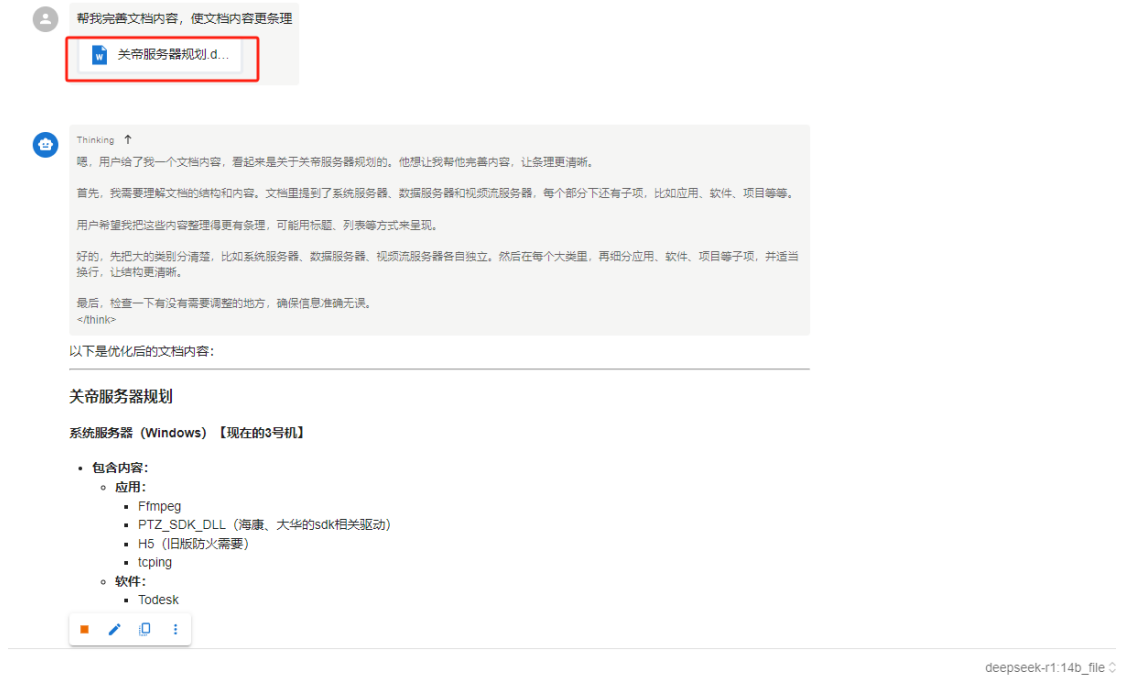 帮我完善文档内容，使文档内容更条理
关帝服务器规划.d...
Thinking ↑
嗯，用户给了我一个文档内容，看起来是关于关帝服务器规划的。他想让我帮他完善内容，让条理更清晰。
首先，我需要理解文档的结构和内容。文档里提到了系统服务器、数据服务器和视频流服务器，每个部分下还有子项，比如应用、软件、项目等等。
用户希望我把这些内容整理得更有条理，可能用标题、列表等方式来呈现。
好的，先把大的类别分清楚，比如系统服务器、数据服务器、视频流服务器各自独立。然后在每个大类里，再细分应用、软件、项目等子项，并适当
换行，让结构更清晰。
最后，检查一下有没有需要调整的地方，确保信息准确无误。
</think>
以下是优化后的文档内容：
关帝服务器规划
系统服务器（Windows）【现在的3号机】
• 包含内容：
◦ 应用：
▪ Ffmpeg
▪ PTZ_SDK_DLL（海康、大华的sdk相关驱动）
▪ H5（旧版防火需要）
▪ tcping
◦ 软件：
▪ Todesk
deepseek-r1:14b_file